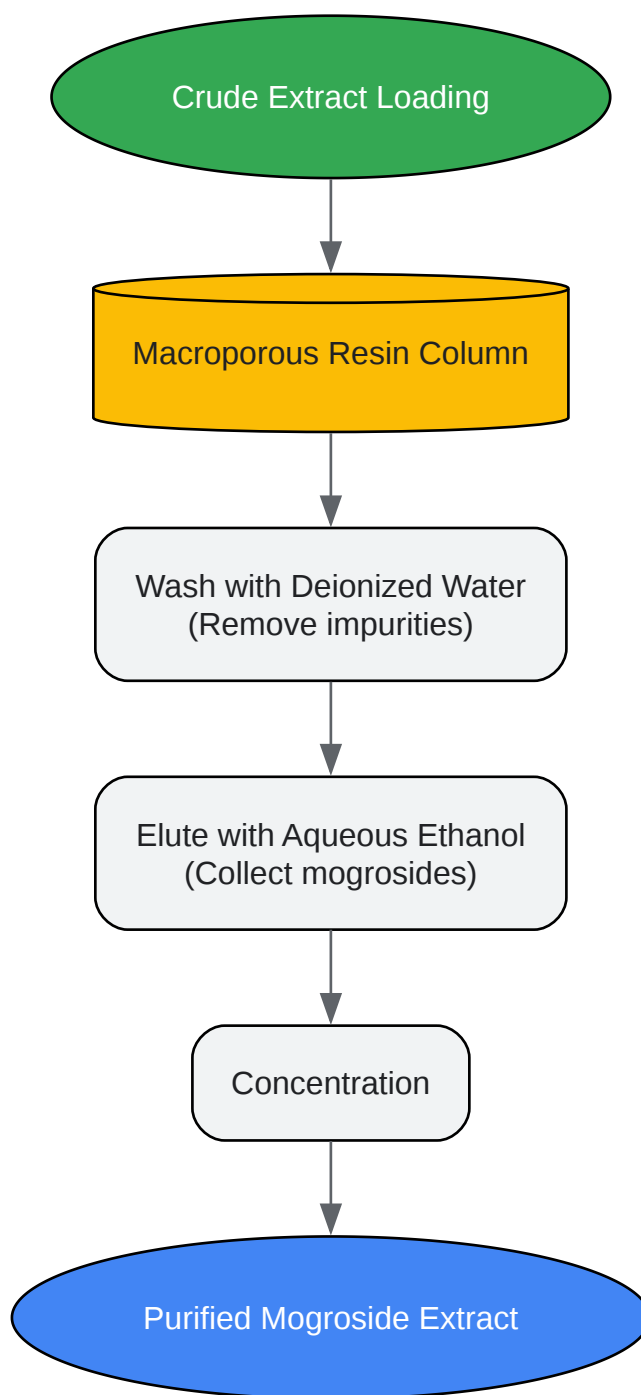 Crude Extract Loading
Macroporous Resin Column
Wash with Deionized Water
(Remove impurities)
Elute with Aqueous Ethanol
(Collect mogrosides)
Concentration
Purified Mogroside Extract